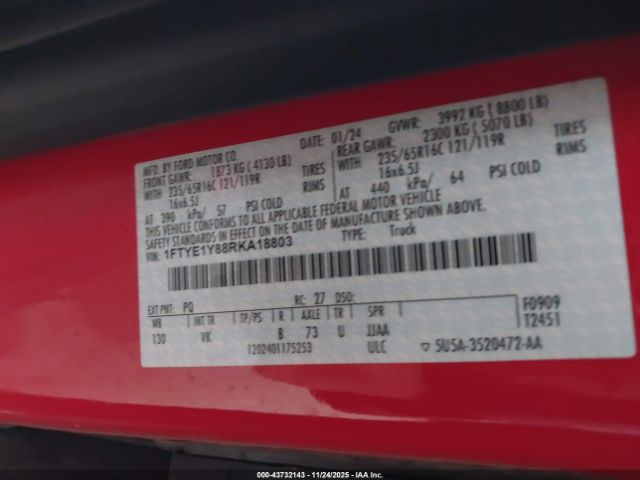 MFD. BY FORD MOTOR CO. DATE: 01/24 GVWR: 3992 KG ( 8800 LB)
FRONT GAWR: 1873 KG ( 4130 LB) REAR GAWR: 2300 KG ( 5070 LB)
WITH 235/65R16C 121/119R TIRES WITH 235/65R16C 121/119R TIRES
16x6.5J RIMS 16x6.5J RIMS
AT 390 kPa/ 57 PSI COLD AT 440 kPa/ 64 PSI COLD
THIS VEHICLE CONFORMS TO ALL APPLICABLE FEDERAL MOTOR VEHICLE
SAFETY STANDARDS IN EFFECT ON THE DATE OF MANUFACTURE SHOWN ABOVE.
VIN: 1FTYE1Y88RKA18803 TYPE: Truck
EXT PNT: PQ RC: 27 DSO: F0909
WB INT TR TP/PS R AXLE TR SPR T2451
130 VK B 73 U JJAA
1202401175253 ULC ▽ 5U5A-3520472-AA
000-43732143 - 11/24/2025 - IAA Inc.